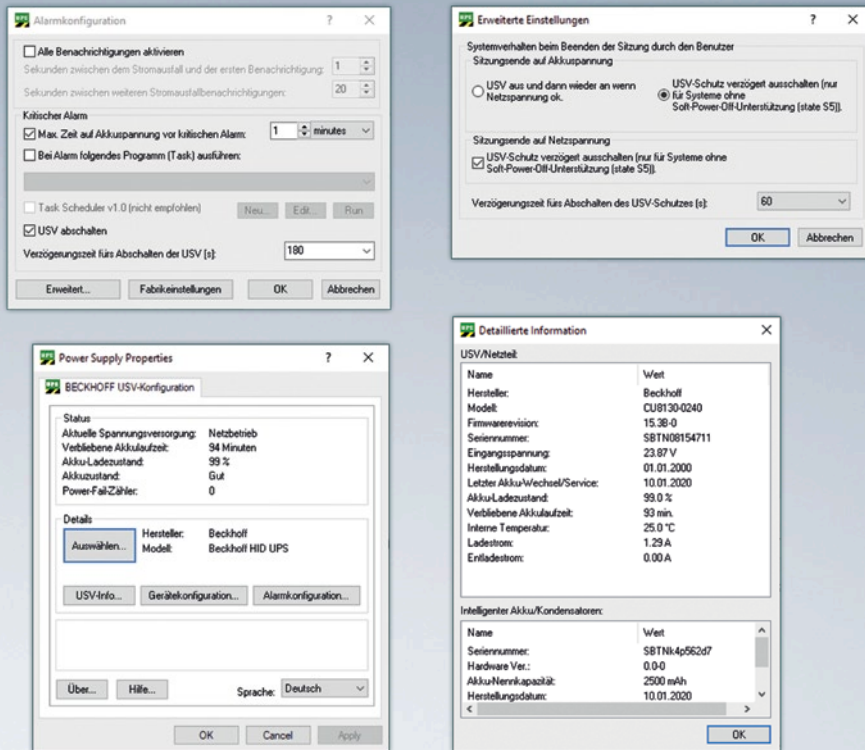 Alarmkonfiguration
Alle Benachrichtigungen aktivieren
Sekunden zwischen dem Stromausfall und der ersten Benachrichtigung: 1
Sekunden zwischen weiteren Stromausfallbenachrichtigungen: 20
Kritischer Alarm
Max. Zeit auf Akkuspannung vor kritischen Alarm: 1 minutes
Bei Alarm folgendes Programm (Task) ausführen:
Task Scheduler v1.0 (nicht empfohlen) Neu... Edit... Run
USV abschalten
Verzögerungszeit fürs Abschalten der USV [s]: 180
Erweitert... Fabrikeinstellungen OK Abbrechen
Erweiterte Einstellungen
Systemverhalten beim Beenden der Sitzung durch den Benutzer
Sitzungsende auf Akkuspannung
USV aus und dann wieder an wenn
Netzspannung ok.
USV-Schutz verzögert ausschalten (nur
für Systeme ohne
Soft-Power-Off-Unterstützung (state S5)).
Sitzungsende auf Netzspannung
USV-Schutz verzögert ausschalten (nur für Systeme ohne
Soft-Power-Off-Unterstützung (state S5)).
Verzögerungszeit fürs Abschalten des USV-Schutzes [s]: 60
OK Abbrechen
Power Supply Properties
BECKHOFF USV-Konfiguration
Status
Aktuelle Spannungsversorgung: Netzbetrieb
Verbliebene Akkulaufzeit: 94 Minuten
Akku-Ladezustand: 99 %
Akkuzustand: Gut
Power-Fail-Zähler: 0
Details
Auswählen...
Hersteller: Beckhoff
Modell: Beckhoff HID UPS
USV-Info... Gerätekonfiguration... Alarmkonfiguration...
Über... Hilfe... Sprache: Deutsch
OK Cancel Apply
Detaillierte Information
USV/Netzteil:
Name Wert
Hersteller: Beckhoff
Modell: CU8130-0240
Firmwarerevision: 15.38-0
Seriennummer: SBTN08154711
Eingangsspannung: 23.87 V
Herstellungsdatum: 01.01.2000
Letzter Akku-Wechsel/Service: 10.01.2020
Akku-Ladezustand: 99.0 %
Verbliebene Akkulaufzeit: 93 min.
Interne Temperatur: 25.0 °C
Ladestrom: 1.29 A
Entladestrom: 0.00 A
Intelligenter Akku/Kondensatoren:
Name Wert
Seriennummer: SBTNk4p562d7
Hardware Ver.: 0.0-0
Akku-Nennkapazität: 2500 mAh
Herstellungsdatum: 10.01.2020
OK